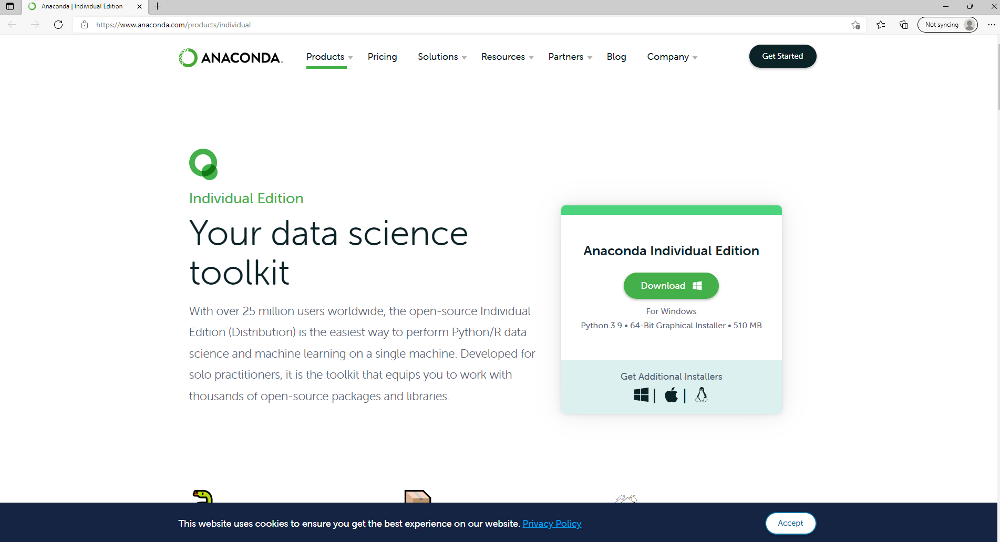 Anaconda | Individual Edition
https://www.anaconda.com/products/individual
Not syncing
ANACONDA.
Products
Pricing
Solutions
Resources
Partners
Blog
Company
Get Started
Individual Edition
Your data science
toolkit
With over 25 million users worldwide, the open-source Individual
Edition (Distribution) is the easiest way to perform Python/R data
science and machine learning on a single machine. Developed for
solo practitioners, it is the toolkit that equips you to work with
thousands of open-source packages and libraries.
Anaconda Individual Edition
Download
For Windows
Python 3.9 • 64-Bit Graphical Installer • 510 MB
Get Additional Installers
| |
This website uses cookies to ensure you get the best experience on our website. Privacy Policy
Accept